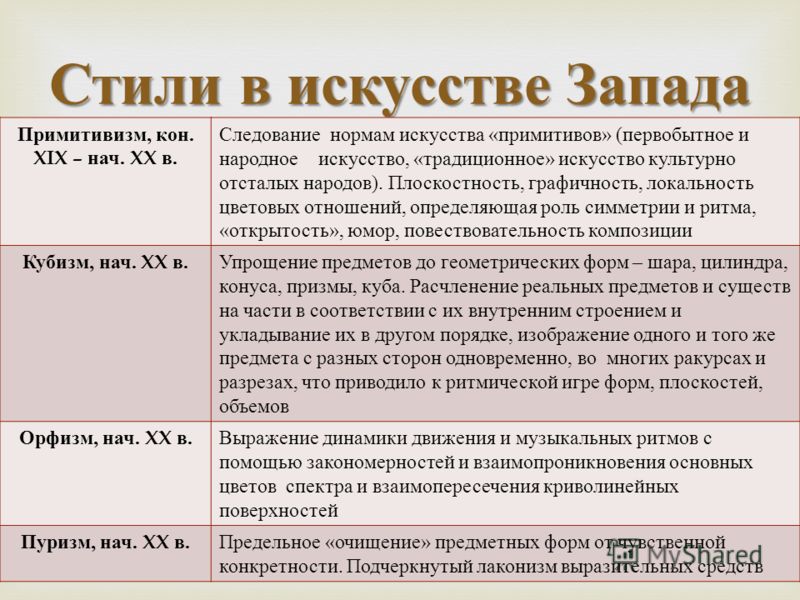 Стили в искусстве Запада
Примитивизм, кон.
XIX – нач. XX в.
Следование нормам искусства «примитивов» (первобытное и
народное искусство, «традиционное» искусство культурно
отсталых народов). Плоскостность, графичность, локальность
цветовых отношений, определяющая роль симметрии и ритма,
«открытость», юмор, повествовательность композиции
Кубизм, нач. XX в.
Упрощение предметов до геометрических форм – шара, цилиндра,
конуса, призмы, куба. Расчленение реальных предметов и существ
на части в соответствии с их внутренним строением и
укладывание их в другом порядке, изображение одного и того же
предмета с разных сторон одновременно, во многих ракурсах и
разрезах, что приводило к ритмической игре форм, плоскостей,
объемов
Орфизм, нач. XX в.
Выражение динамики движения и музыкальных ритмов с
помощью закономерностей и взаимопроникновения основных
цветов спектра и взаимопересечения криволинейных
поверхностей
Пуризм, нач. XX в.
Предельное «очищение» предметных форм от чувственной
конкретности. Подчеркнутый лаконизм выразительных средств
MyShared